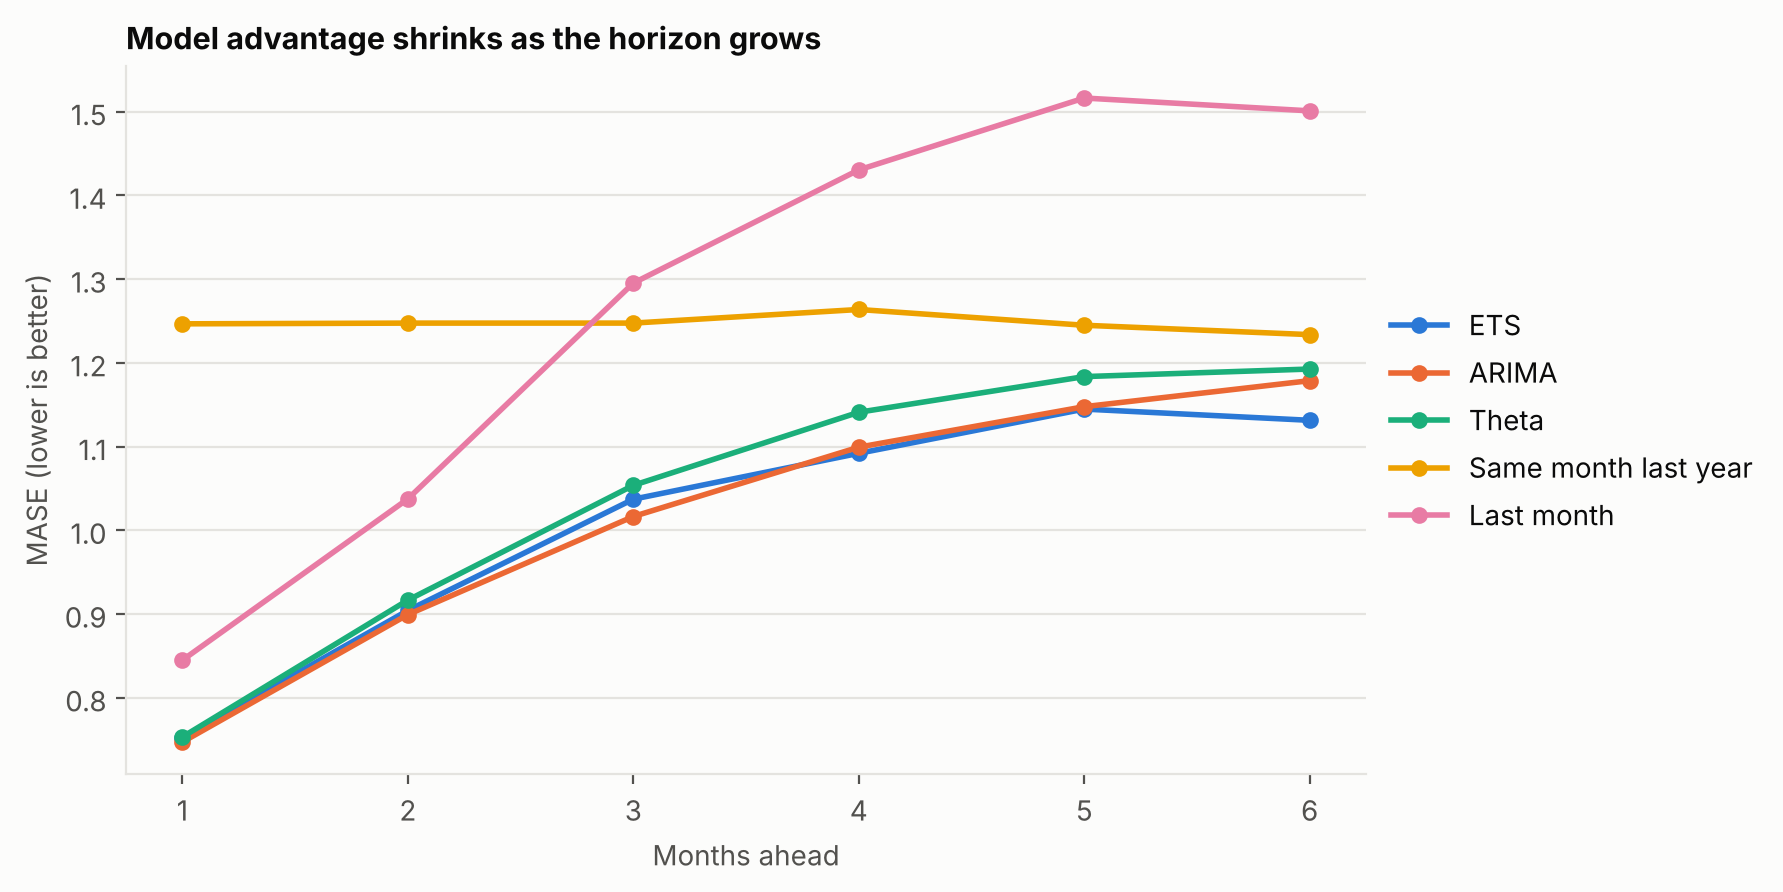 Model advantage shrinks as the horizon grows
MASE (lower is better)
1.5
1.4
1.3
1.2
1.1
1.0
0.9
0.8
1 2 3 4 5 6
Months ahead
ETS
ARIMA
Theta
Same month last year
Last month